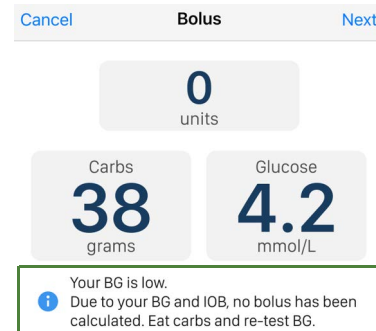 Cancel Bolus Next
0
units
Carbs Glucose
38 4.2
grams mmol/L
Your BG is low.
Due to your BG and IOB, no bolus has been
calculated. Eat carbs and re-test BG.